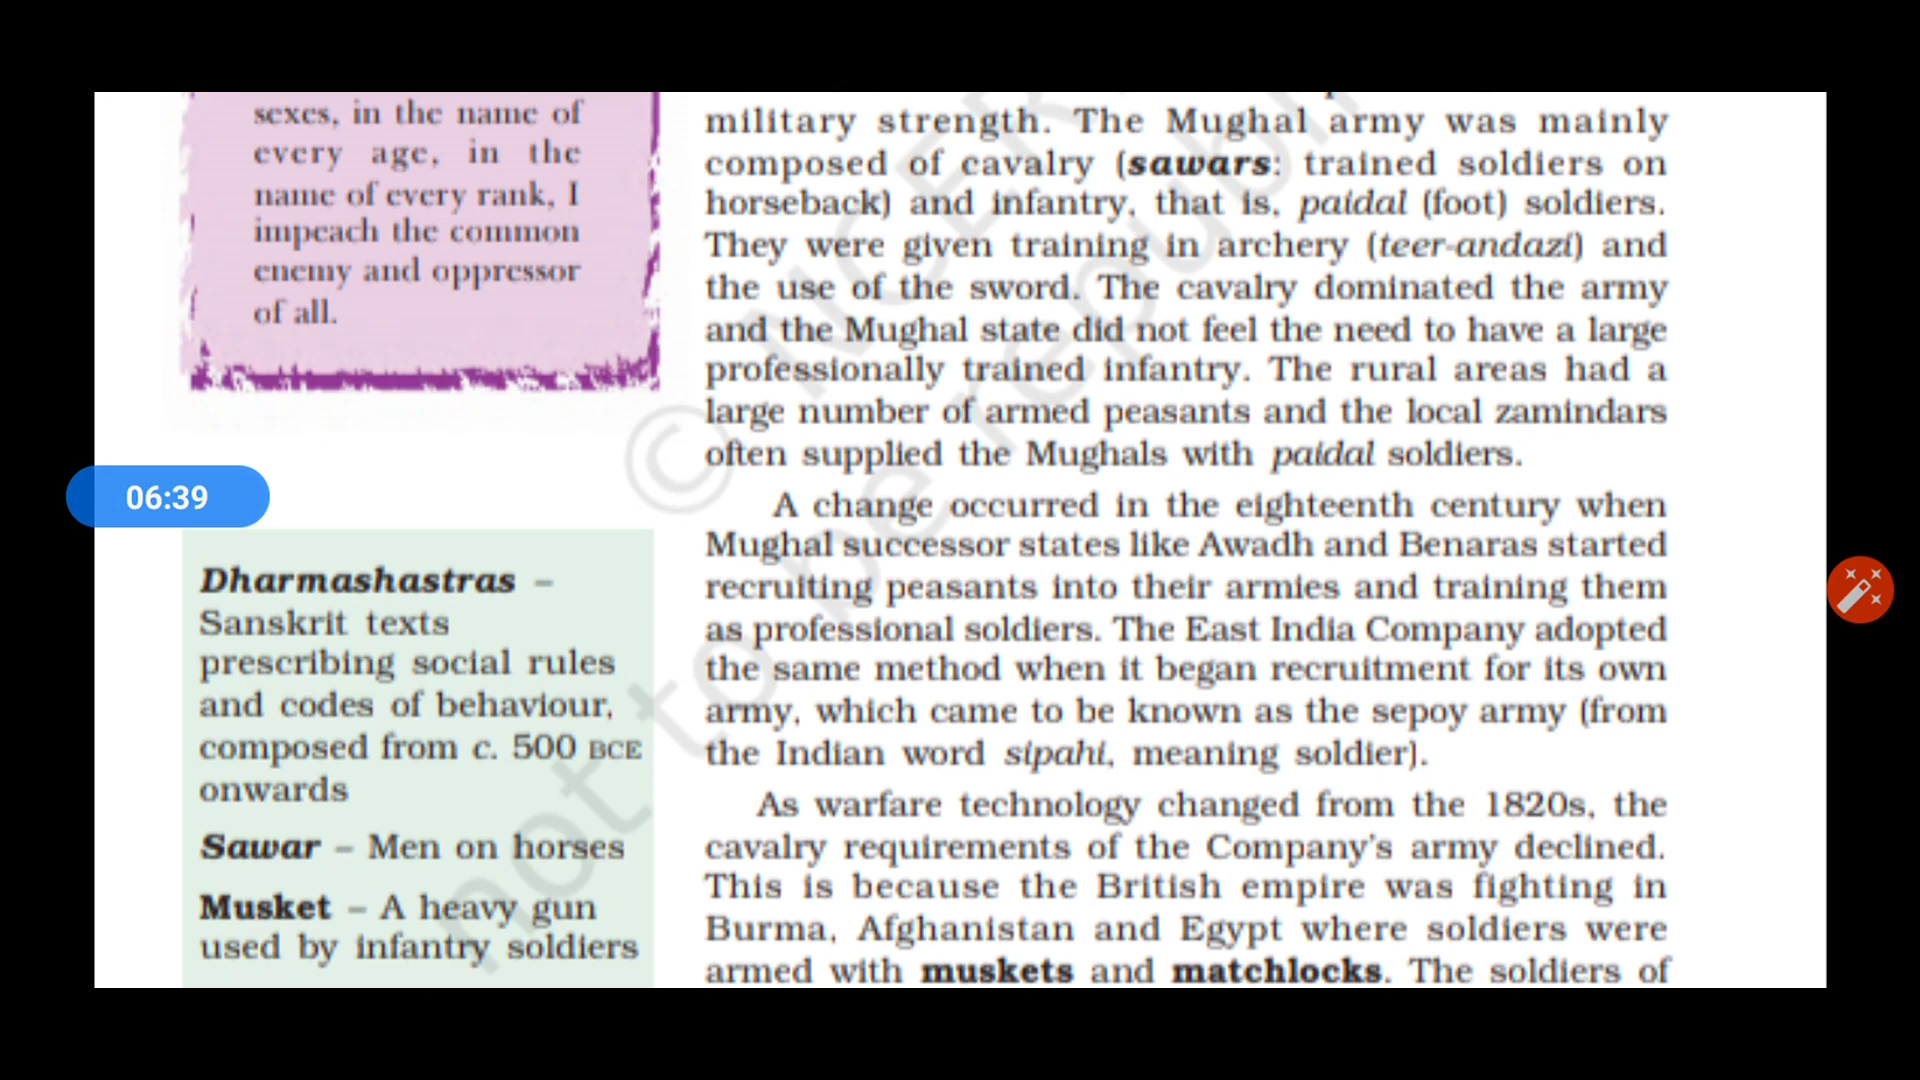 sexes, in the name of
every age, in the
name of every rank, I
impeach the common
enemy and oppressor
of all.
06:39
Dharmashastras –
Sanskrit texts
prescribing social rules
and codes of behaviour,
composed from c. 500 BCE
onwards
Sawar – Men on horses
Musket – A heavy gun
used by infantry soldiers
military strength. The Mughal army was mainly
composed of cavalry (sawars: trained soldiers on
horseback) and infantry, that is, paidal (foot) soldiers.
They were given training in archery (teer-andazi) and
the use of the sword. The cavalry dominated the army
and the Mughal state did not feel the need to have a large
professionally trained infantry. The rural areas had a
large number of armed peasants and the local zamindars
often supplied the Mughals with paidal soldiers.
A change occurred in the eighteenth century when
Mughal successor states like Awadh and Benaras started
recruiting peasants into their armies and training them
as professional soldiers. The East India Company adopted
the same method when it began recruitment for its own
army, which came to be known as the sepoy army (from
the Indian word sipahi, meaning soldier).
As warfare technology changed from the 1820s, the
cavalry requirements of the Company's army declined.
This is because the British empire was fighting in
Burma, Afghanistan and Egypt where soldiers were
armed with muskets and matchlocks. The soldiers of
© NCER
not to be republi